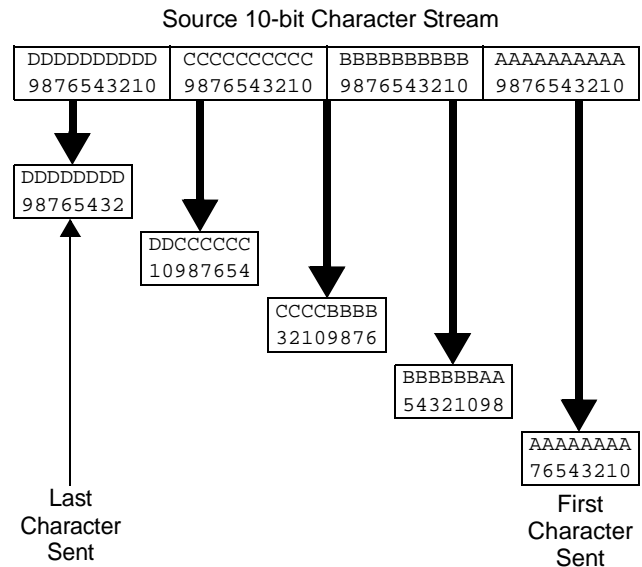 Source 10-bit Character Stream
DDDDDDDDDD CCCCCCCCCC BBBBBBBBBB AAAAAAAAAA
9876543210 9876543210 9876543210 9876543210
DDDDDDDD
98765432
DDCCCCCC
10987654
CCCCBBBB
32109876
BBBBBBAA
54321098
AAAAAAAA
76543210
Last
Character
Sent
First
Character
Sent